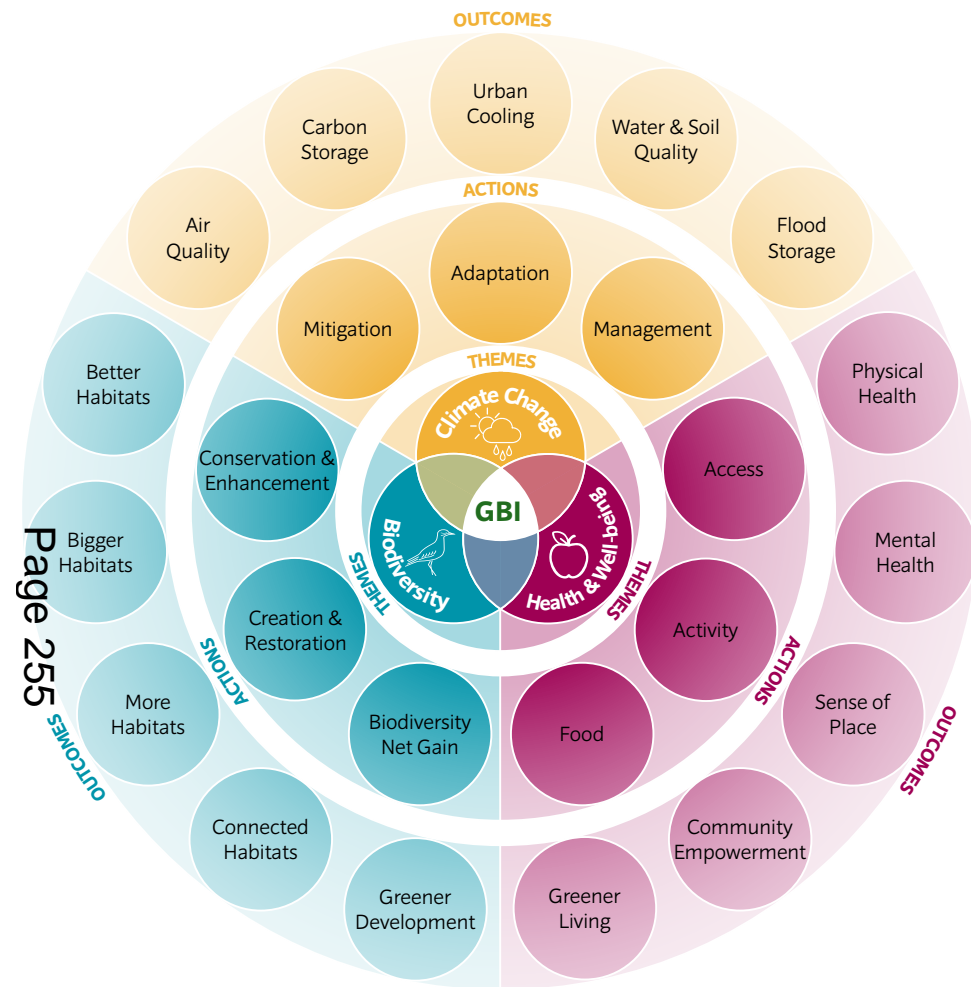 OUTCOMES
Urban
Cooling
Carbon
Storage
Water & Soil
Quality
Air
Quality
Flood
Storage
ACTIONS
Adaptation
Mitigation
Management
THEMES
Climate Change
Biodiversity
Health & Well-being
GBI
THEMES
THEMES
Better
Habitats
Bigger
Habitats
More
Habitats
Connected
Habitats
Greener
Development
Conservation &
Enhancement
Creation &
Restoration
Biodiversity
Net Gain
ACTIONS
OUTCOMES
Access
Activity
Food
ACTIONS
Physical
Health
Mental
Health
Sense of
Place
Community
Empowerment
Greener
Living
OUTCOMES
Page 255